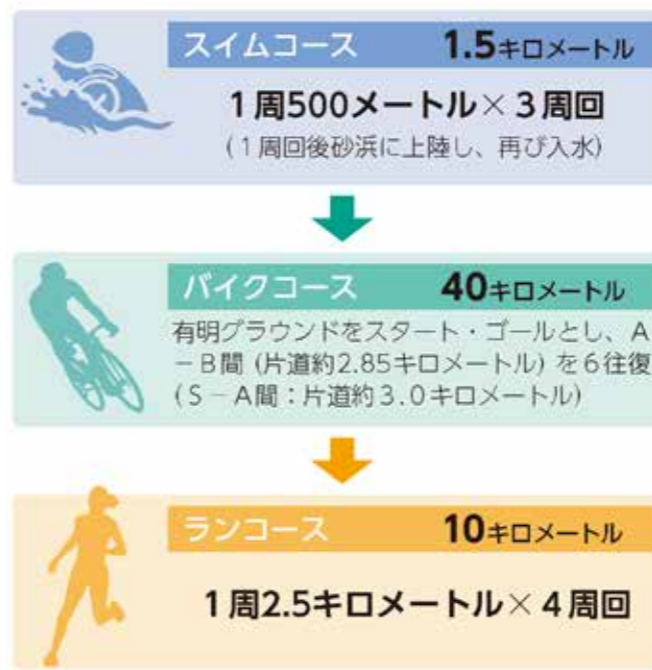 スイムコース 1.5キロメートル
1周500メートル×3周回
(1周回後砂浜に上陸し、再び入水)
バイクコース 40キロメートル
有明グラウンドをスタート・ゴールとし、A
－B間 (片道約2.85キロメートル) を6往復
(S－A間：片道約3.0キロメートル)
ランコース 10キロメートル
1周2.5キロメートル×4周回